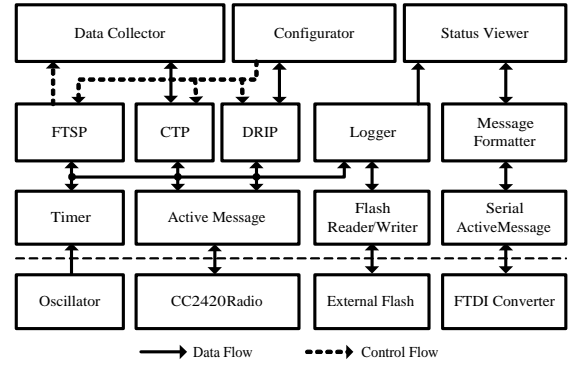 Data Collector
Configurator
Status Viewer
FTSP
CTP
DRIP
Logger
Message
Formatter
Timer
Active Message
Flash
Reader/Writer
Serial
ActiveMessage
Oscillator
CC2420Radio
External Flash
FTDI Converter
Data Flow
Control Flow